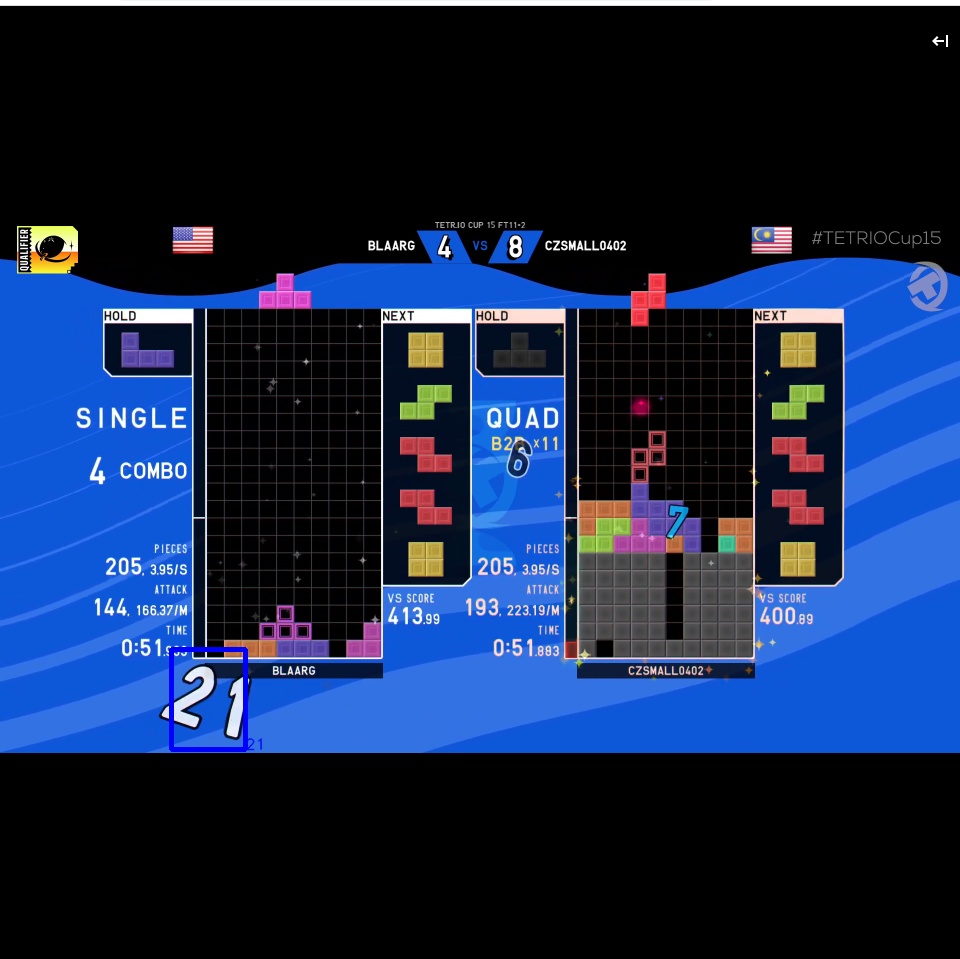 TETR.IO CUP 15 FT11-2
QUALIFIER
BLAARG 4 VS 8 CZSMALL0402
#TETRIOCup15
HOLD
NEXT
SINGLE
4 COMBO
PIECES
205, 3.95/S
ATTACK
144, 166.37/M
TIME
0:51
VS SCORE
413.99
BLAARG
21
21
HOLD
NEXT
QUAD
B2B ×11
6
7
PIECES
205, 3.95/S
ATTACK
193, 223.19/M
TIME
0:51.883
VS SCORE
400.89
CZSMALL0402